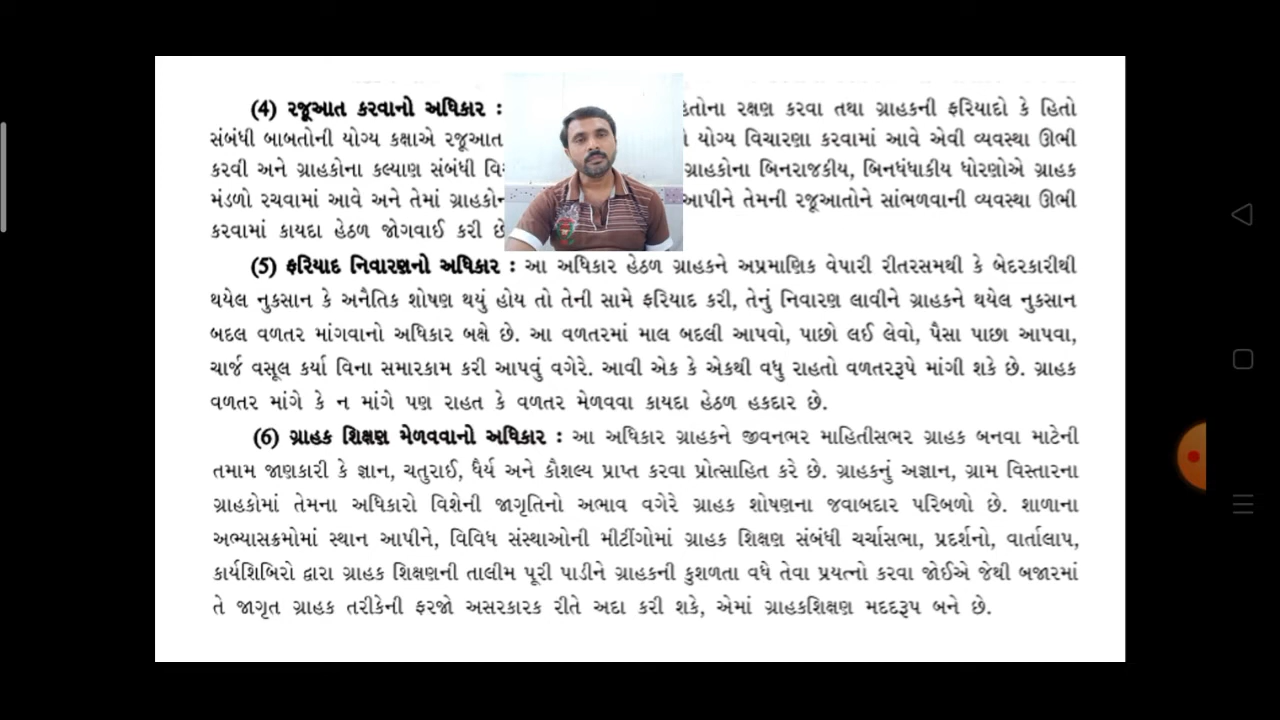 (4) રજૂઆત કરવાનો અધિકાર : હિતોના રક્ષણ કરવા તથા ગ્રાહકની ફરિયાદો કે હિતો
સંબંધી બાબતોની યોગ્ય કક્ષાએ રજૂઆત યોગ્ય વિચારણા કરવામાં આવે એવી વ્યવસ્થા ઊભી
કરવી અને ગ્રાહકોના કલ્યાણ સંબંધી ગ્રાહકોના બિનરાજકીય, બિનધંધાકીય ધોરણોએ ગ્રાહક
મંડળો રચવામાં આવે અને તેમાં આપીને તેમની રજૂઆતોને સાંભળવાની વ્યવસ્થા ઊભી
કરવામાં કાયદા હેઠળ જોગવાઈ કરી છે
(5) ફરિયાદ નિવારણનો અધિકાર : આ અધિકાર હેઠળ ગ્રાહકને અપ્રમાણિક વેપારી રીતરસમથી કે બેદરકારીથી
થયેલ નુકસાન કે અનૈતિક શોષણ થયું હોય તો તેની સામે ફરિયાદ કરી, તેનું નિવારણ લાવીને ગ્રાહકને થયેલ નુકસાન
બદલ વળતર માંગવાનો અધિકાર બક્ષે છે. આ વળતરમાં માલ બદલી આપવો, પાછો લઈ લેવો, પૈસા પાછા આપવા,
ચાર્જ વસૂલ કર્યા વિના સમારકામ કરી આપવું વગેરે. આવી એક કે એકથી વધુ રાહતો વળતરરૂપે માંગી શકે છે. ગ્રાહક
વળતર માંગે કે ન માંગે પણ રાહત કે વળતર મેળવવા કાયદા હેઠળ હકદાર છે.
(6) ગ્રાહક શિક્ષણ મેળવવાનો અધિકાર : આ અધિકાર ગ્રાહકને જીવનભર માહિતીસભર ગ્રાહક બનવા માટેની
તમામ જાણકારી કે જ્ઞાન, ચતુરાઈ, ધૈર્ય અને કૌશલ્ય પ્રાપ્ત કરવા પ્રોત્સાહિત કરે છે. ગ્રાહકનું અજ્ઞાન, ગ્રામ વિસ્તારના
ગ્રાહકોમાં તેમના અધિકારો વિશેની જાગૃતિનો અભાવ વગેરે ગ્રાહક શોષણના જવાબદાર પરિબળો છે. શાળાના
અભ્યાસક્રમોમાં સ્થાન આપીને, વિવિધ સંસ્થાઓની મીટીંગોમાં ગ્રાહક શિક્ષણ સંબંધી ચર્ચાસભા, પ્રદર્શનો, વાર્તાલાપ,
કાર્યશિબિરો દ્વારા ગ્રાહક શિક્ષણની તાલીમ પૂરી પાડીને ગ્રાહકની કુશળતા વધે તેવા પ્રયત્નો કરવા જોઈએ જેથી બજારમાં
તે જાગૃત ગ્રાહક તરીકેની ફરજો અસરકારક રીતે અદા કરી શકે, એમાં ગ્રાહકશિક્ષણ મદદરૂપ બને છે.